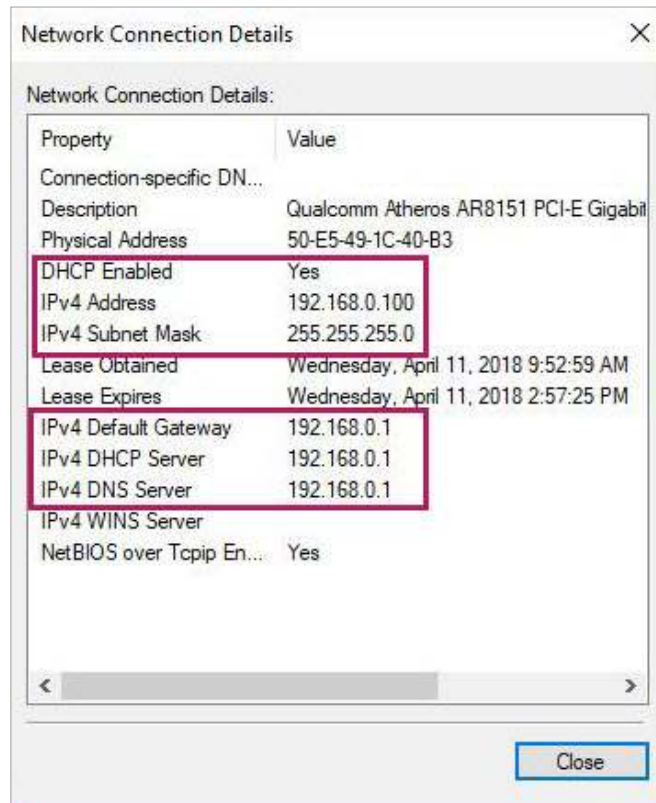 Network Connection Details
Network Connection Details:
Property Value
Connection-specific DN...
Description Qualcomm Atheros AR8151 PCI-E Gigabit
Physical Address 50-E5-49-1C-40-B3
DHCP Enabled Yes
IPv4 Address 192.168.0.100
IPv4 Subnet Mask 255.255.255.0
Lease Obtained Wednesday, April 11, 2018 9:52:59 AM
Lease Expires Wednesday, April 11, 2018 2:57:25 PM
IPv4 Default Gateway 192.168.0.1
IPv4 DHCP Server 192.168.0.1
IPv4 DNS Server 192.168.0.1
IPv4 WINS Server
NetBIOS over Tcpip En... Yes
Close